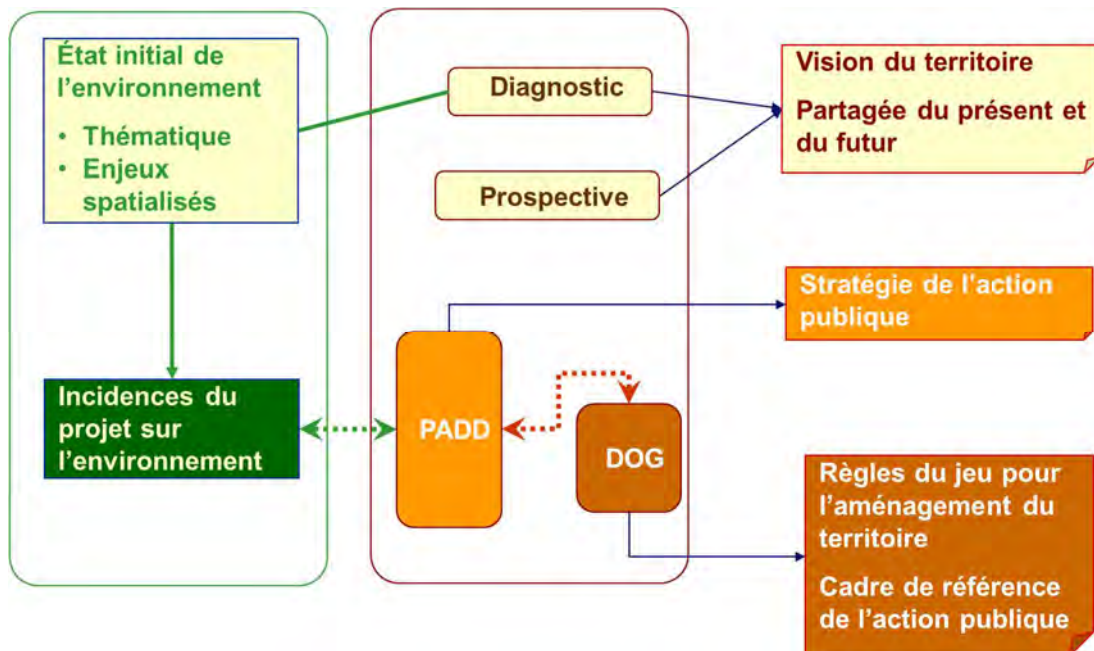 État initial de
l'environnement
• Thématique
• Enjeux
spatialisés
Incidences du
projet sur
l'environnement
Diagnostic
Prospective
PADD
DOG
Vision du territoire
Partagée du présent et
du futur
Stratégie de l'action
publique
Règles du jeu pour
l'aménagement du
territoire
Cadre de référence
de l'action publique